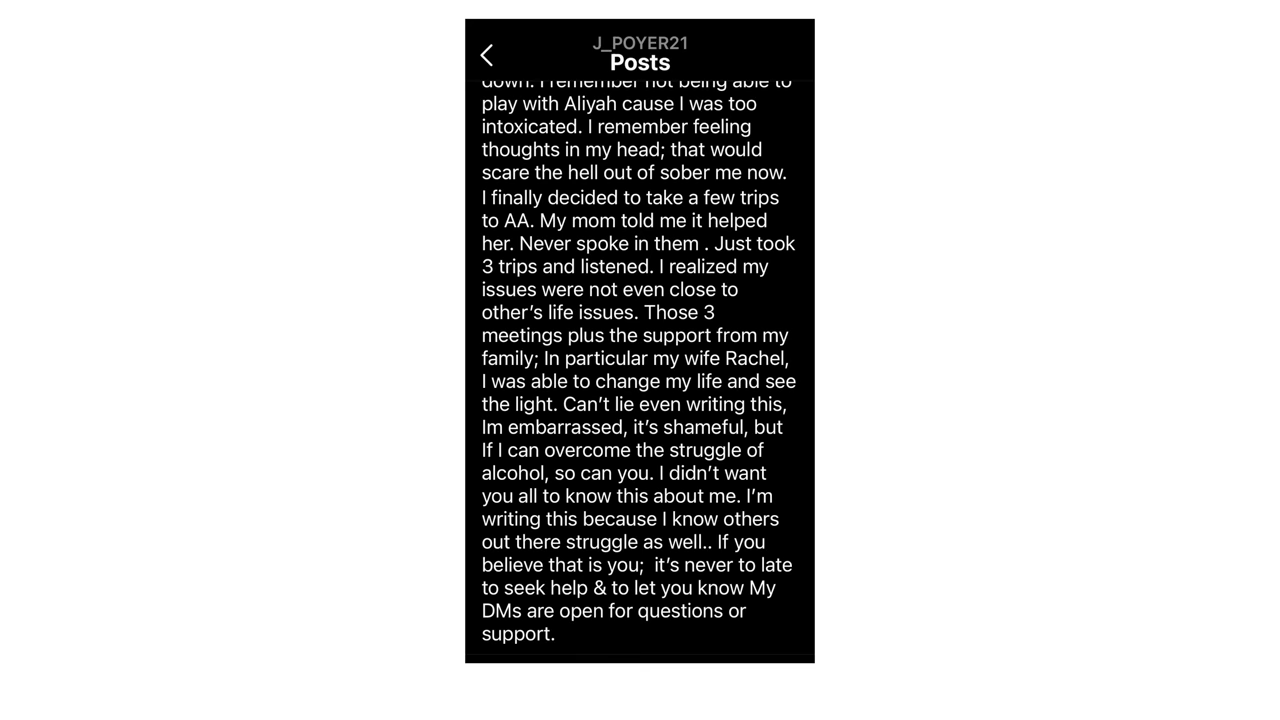 J_POYER21
Posts
down. I remember not being able to
play with Aliyah cause I was too
intoxicated. I remember feeling
thoughts in my head; that would
scare the hell out of sober me now.
I finally decided to take a few trips
to AA. My mom told me it helped
her. Never spoke in them . Just took
3 trips and listened. I realized my
issues were not even close to
other’s life issues. Those 3
meetings plus the support from my
family; In particular my wife Rachel,
I was able to change my life and see
the light. Can’t lie even writing this,
Im embarrassed, it’s shameful, but
If I can overcome the struggle of
alcohol, so can you. I didn’t want
you all to know this about me. I’m
writing this because I know others
out there struggle as well.. If you
believe that is you;  it’s never to late
to seek help & to let you know My
DMs are open for questions or
support.